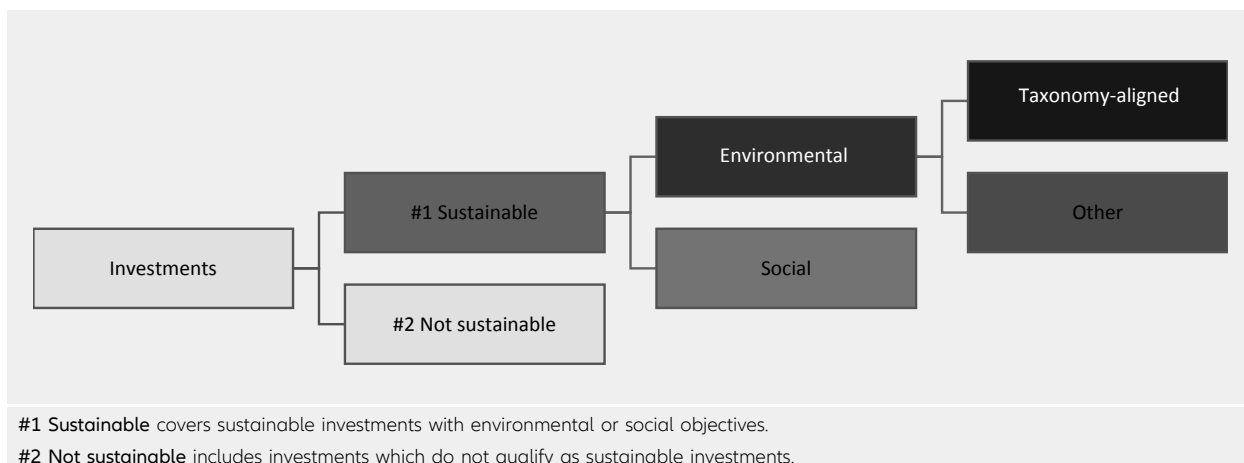 Taxonomy-aligned
Environmental
#1 Sustainable
Other
Investments
Social
#2 Not sustainable
#1 Sustainable covers sustainable investments with environmental or social objectives.
#2 Not sustainable includes investments which do not qualify as sustainable investments.